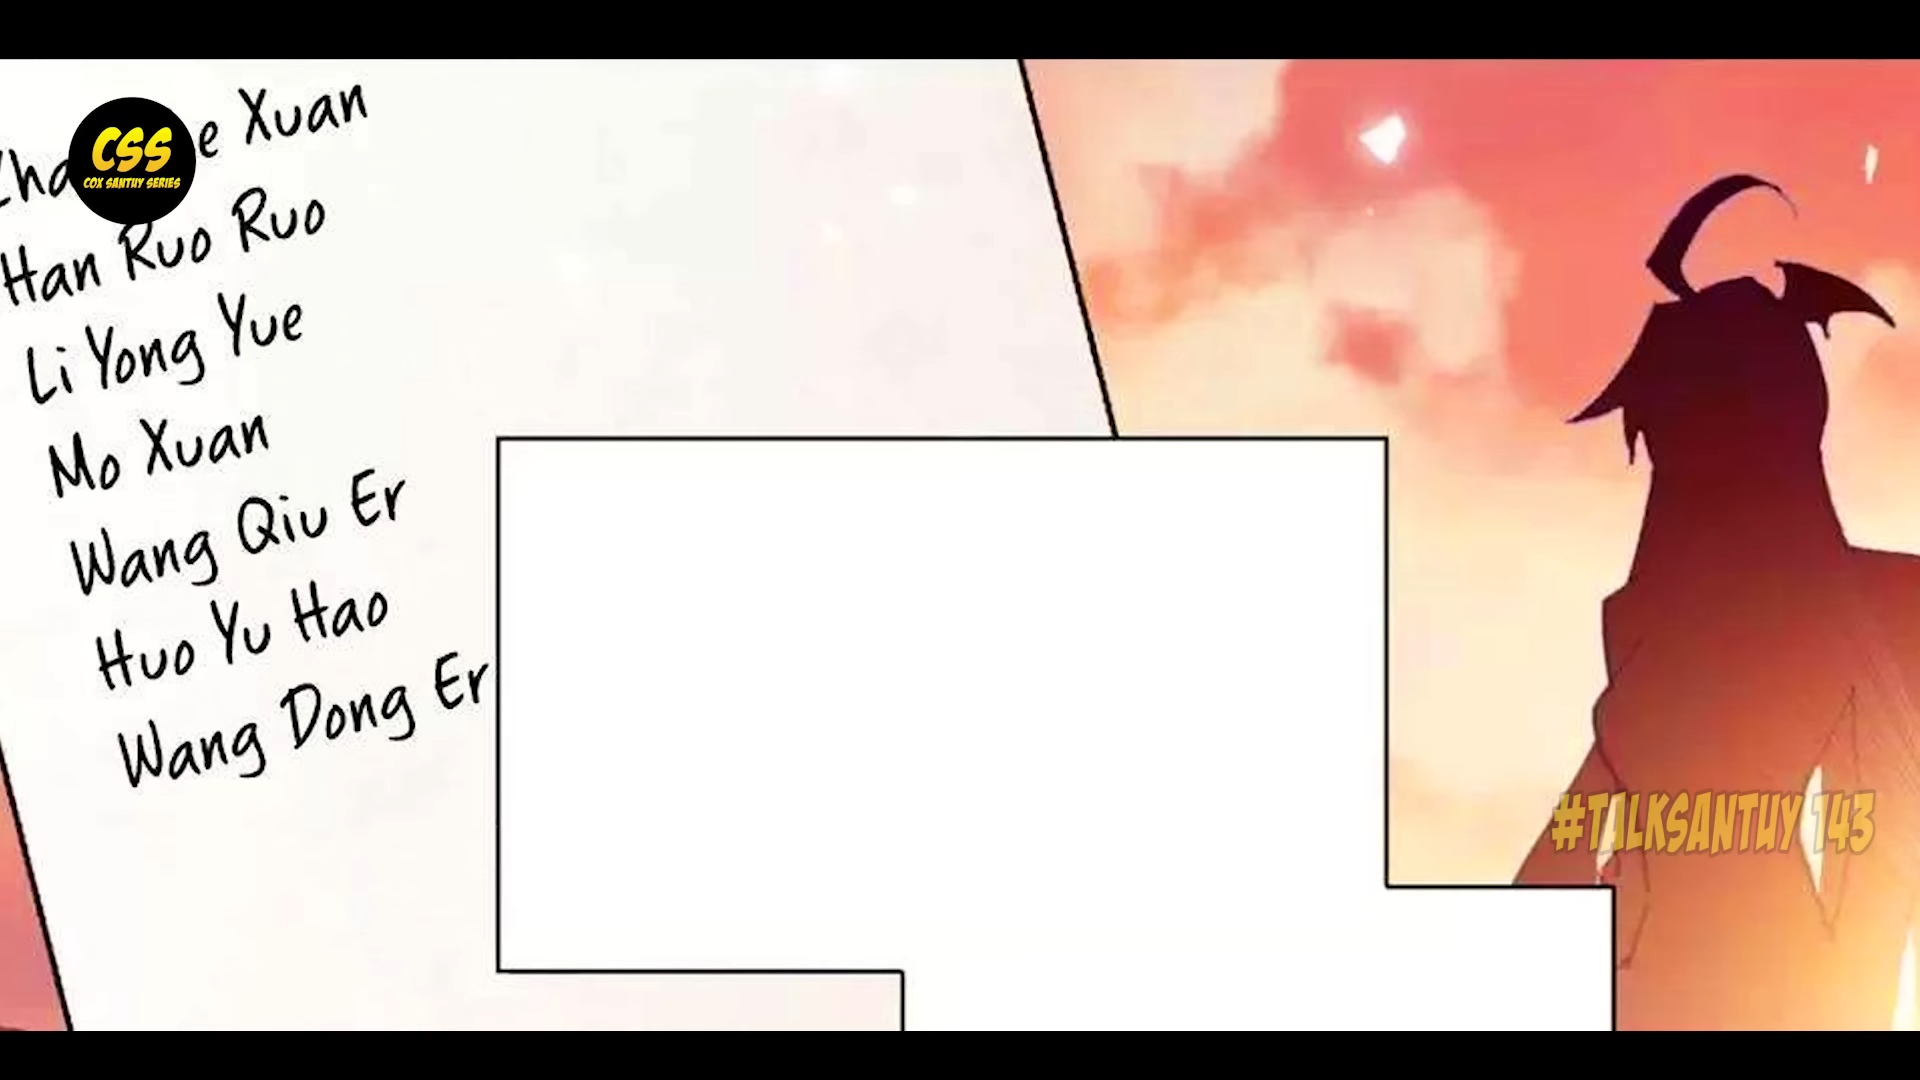 CSS
COX SANTUY SERIES
Xuan
Han Ruo Ruo
Li Yong Yue
Mo Xuan
Wang Qiu Er
Huo Yu Hao
Wang Dong Er
#TALKSANTUY 143